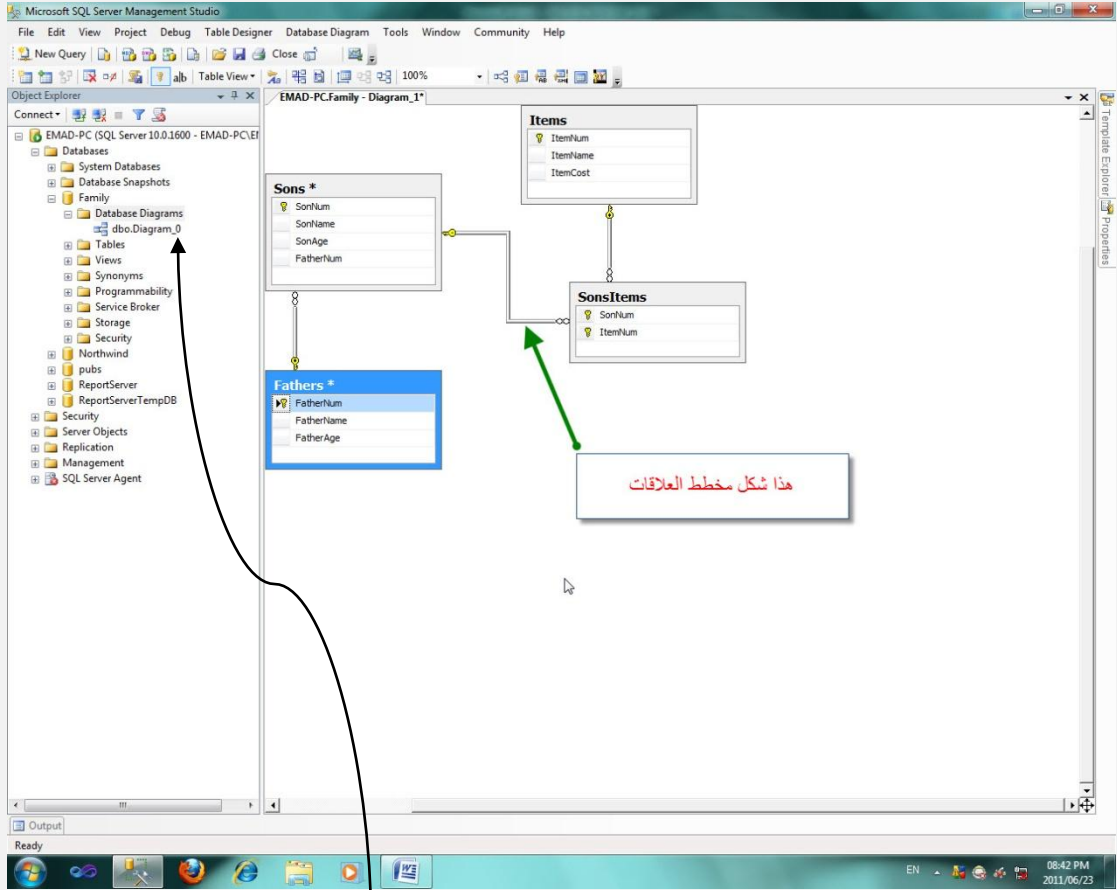 Microsoft SQL Server Management Studio
File Edit View Project Debug Table Designer Database Diagram Tools Window Community Help
New Query Close
alb Table View 100%
Object Explorer
EMAD-PC.Family - Diagram_1*
Connect
EMAD-PC (SQL Server 10.0.1600 - EMAD-PC\
Databases
System Databases
Database Snapshots
Family
Database Diagrams
dbo.Diagram_0
Tables
Views
Synonyms
Programmability
Service Broker
Storage
Security
Northwind
pubs
ReportServer
ReportServerTempDB
Security
Server Objects
Replication
Management
SQL Server Agent
Items
ItemNum
ItemName
ItemCost
Sons *
SonNum
SonName
SonAge
FatherNum
SonsItems
SonNum
ItemNum
Fathers *
FatherNum
FatherName
FatherAge
هذا شكل مخطط العلاقات
Template Explorer
Properties
Output
Ready
EN
08:42 PM
2011/06/23